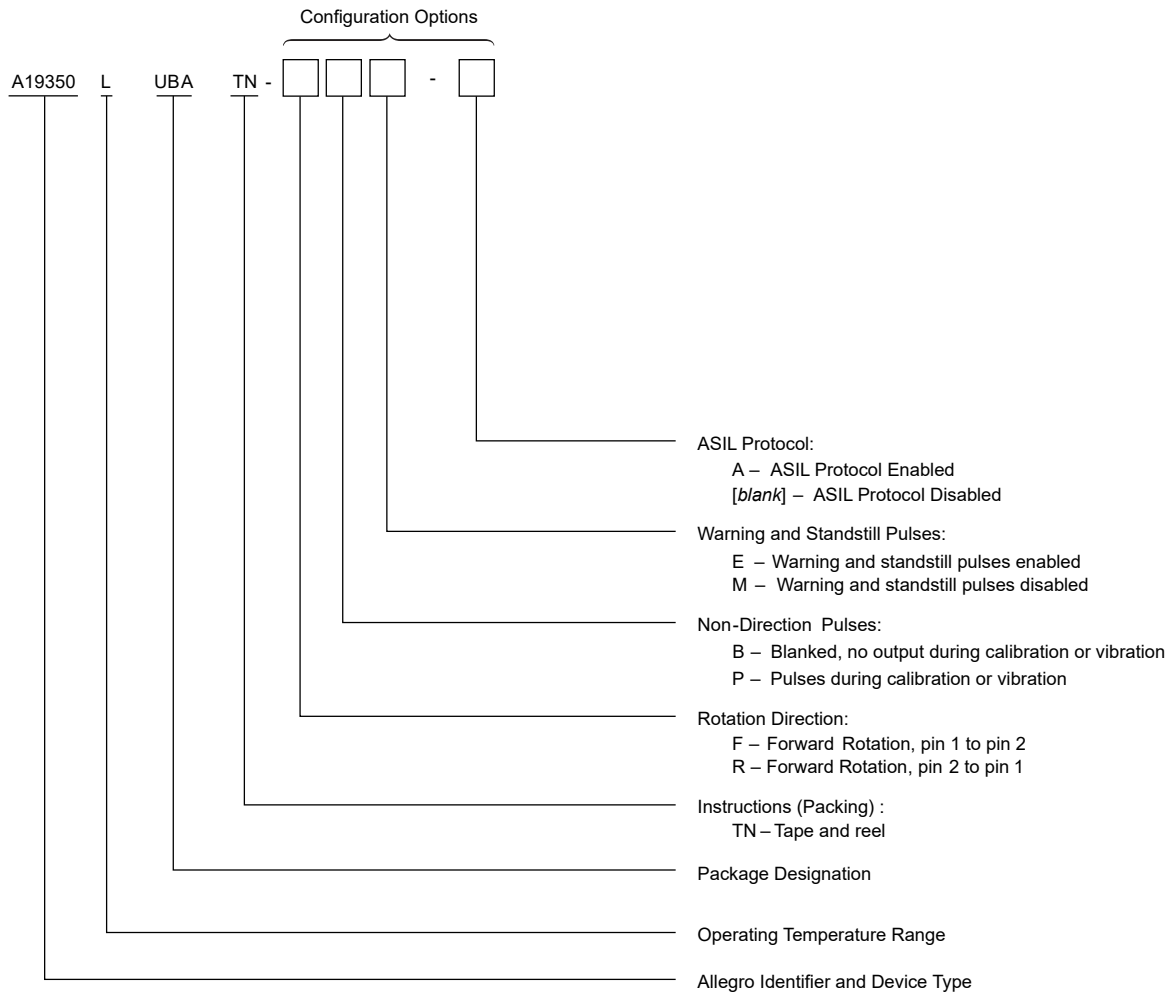 Configuration Options
A19350 L UBA TN - -
ASIL Protocol:
A – ASIL Protocol Enabled
[blank] – ASIL Protocol Disabled
Warning and Standstill Pulses:
E – Warning and standstill pulses enabled
M – Warning and standstill pulses disabled
Non-Direction Pulses:
B – Blanked, no output during calibration or vibration
P – Pulses during calibration or vibration
Rotation Direction:
F – Forward Rotation, pin 1 to pin 2
R – Forward Rotation, pin 2 to pin 1
Instructions (Packing) :
TN – Tape and reel
Package Designation
Operating Temperature Range
Allegro Identifier and Device Type